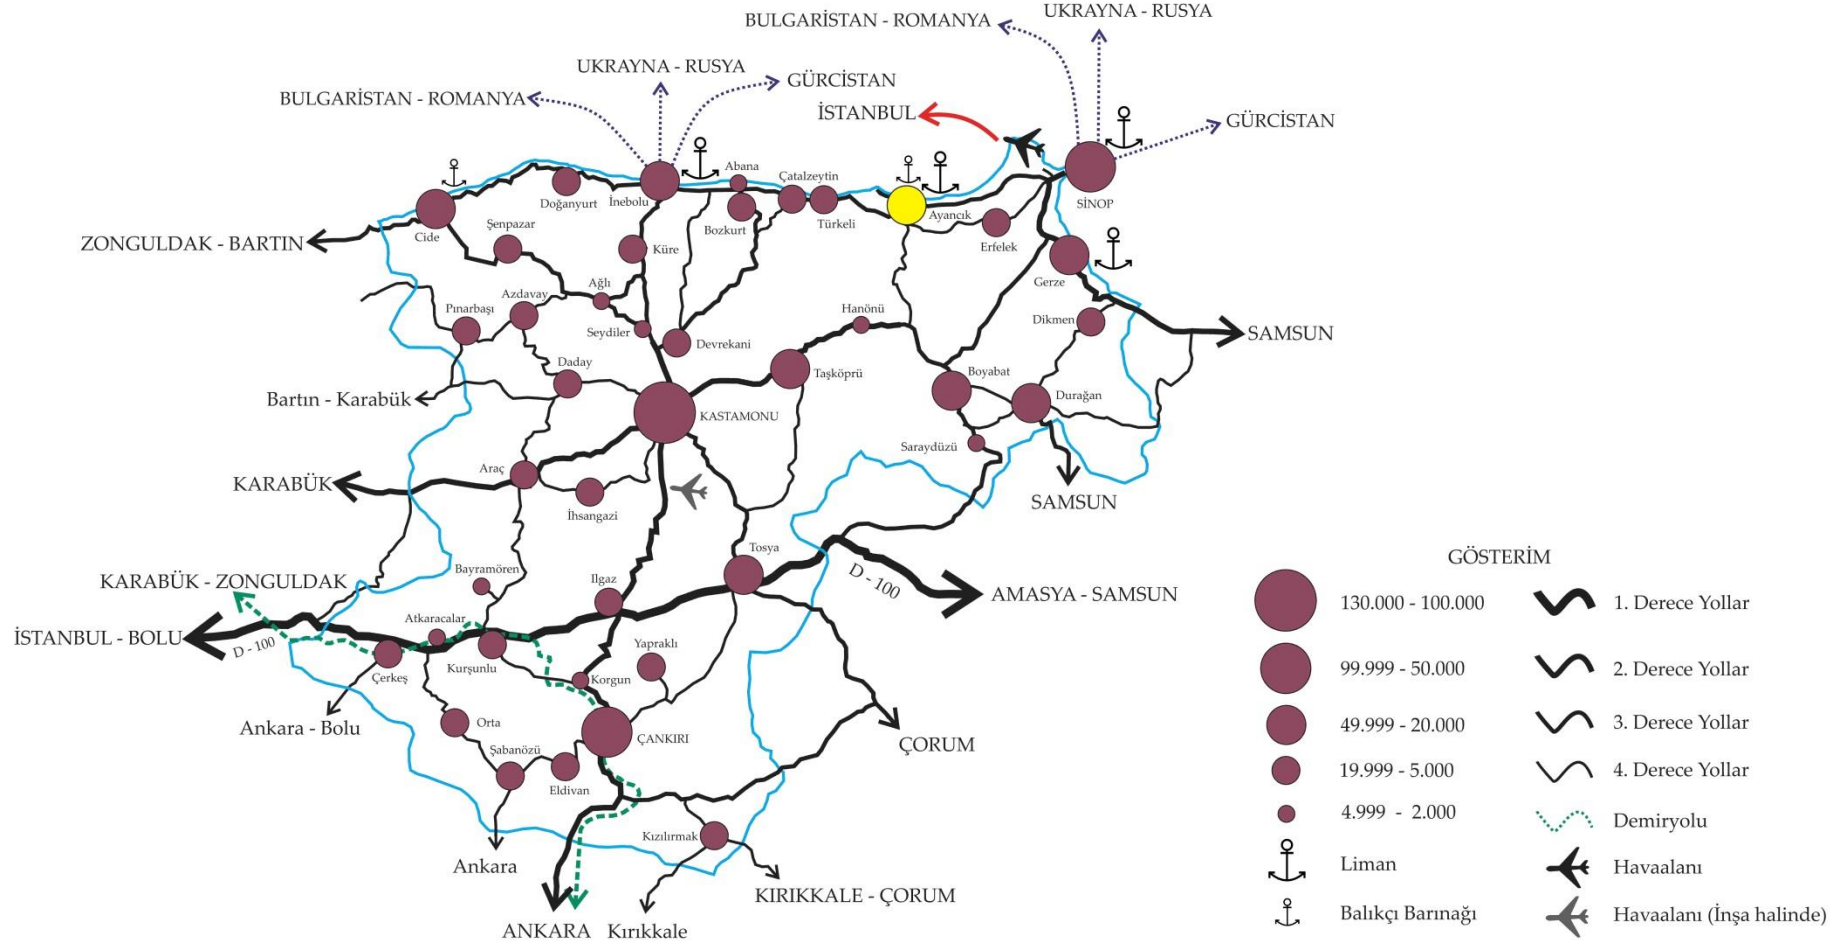 UKRAYNA - RUSYA
BULGARİSTAN - ROMANYA
UKRAYNA - RUSYA
GÜRCİSTAN
BULGARİSTAN - ROMANYA
İSTANBUL
GÜRCİSTAN
Abana
Çatalzeytin
Doğanyurt
İnebolu
SİNOP
Ayancık
Türkeli
Bozkurt
Şenpazar
Cide
ZONGULDAK - BARTIN
Küre
Erfelek
Gerze
Ağlı
Azdavay
Pınarbaşı
Hanönü
Dikmen
Seydiler
SAMSUN
Devrekani
Daday
Taşköprü
Boyabat
Durağan
Bartın - Karabük
KASTAMONU
Saraydüzü
Araç
KARABÜK
SAMSUN
İhsangazi
Tosya
GÖSTERİM
Bayramören
Ilgaz
D - 100
KARABÜK - ZONGULDAK
AMASYA - SAMSUN
130.000 - 100.000
1. Derece Yollar
Atkaracalar
İSTANBUL - BOLU
D - 100
Yapraklı
Kurşunlu
Çerkeş
Korgun
99.999 - 50.000
2. Derece Yollar
Ankara - Bolu
Orta
49.999 - 20.000
3. Derece Yollar
ÇANKIRI
ÇORUM
Şabanözü
Eldivan
19.999 - 5.000
4. Derece Yollar
4.999 - 2.000
Demiryolu
Kızılırmak
Ankara
Liman
Havaalanı
KIRIKKALE - ÇORUM
Balıkçı Barınağı
Havaalanı (İnşa halinde)
ANKARA
Kırıkkale